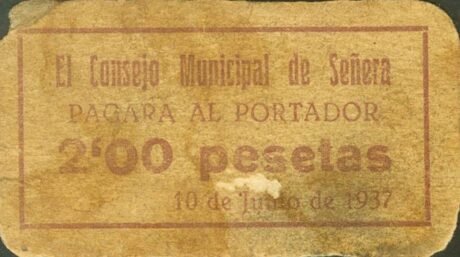 El Consejo Municipal de Señera
PAGARA AL PORTADOR
2'00 pesetas
10 de Junio de 1937